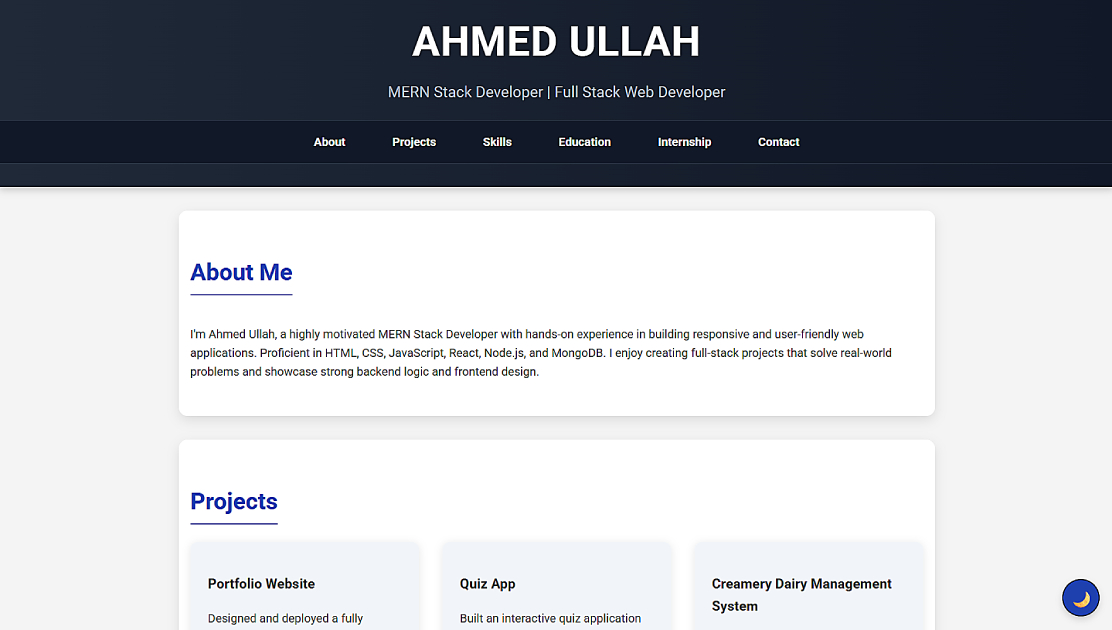 AHMED ULLAH
MERN Stack Developer | Full Stack Web Developer
About Projects Skills Education Internship Contact
About Me
I'm Ahmed Ullah, a highly motivated MERN Stack Developer with hands-on experience in building responsive and user-friendly web
applications. Proficient in HTML, CSS, JavaScript, React, Node.js, and MongoDB. I enjoy creating full-stack projects that solve real-world
problems and showcase strong backend logic and frontend design.
Projects
Portfolio Website
Designed and deployed a fully
Quiz App
Built an interactive quiz application
Creamery Dairy Management
System